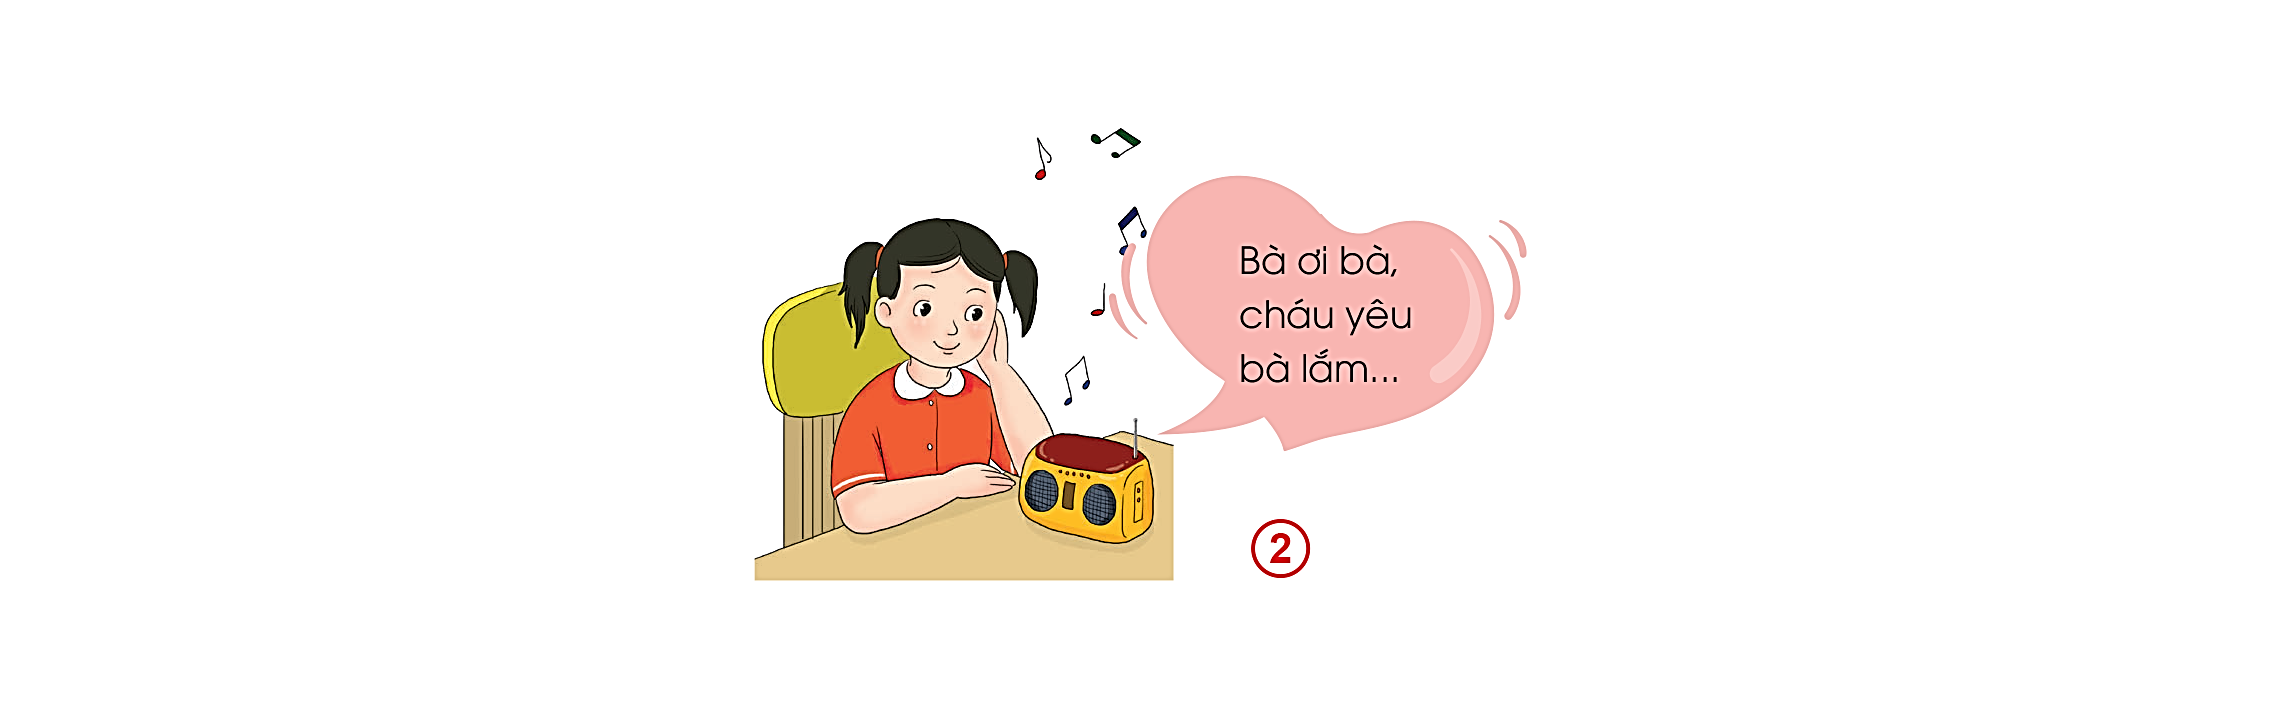 Bà ơi bà,
cháu yêu
bà lắm...
2